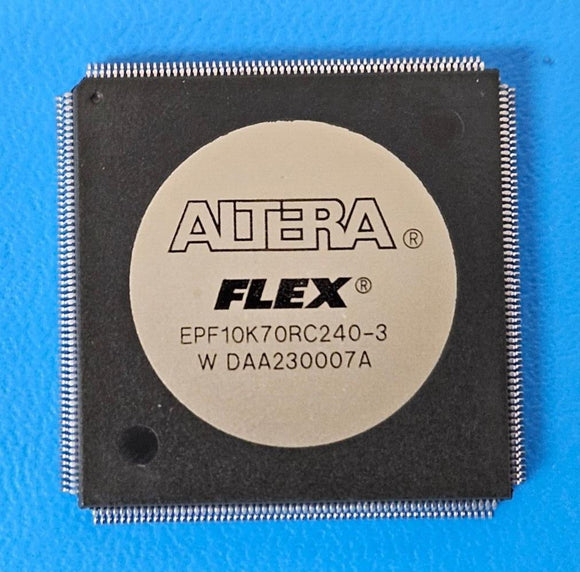 ALTERA®
FLEX®
EPF10K70RC240-3
W DAA230007A